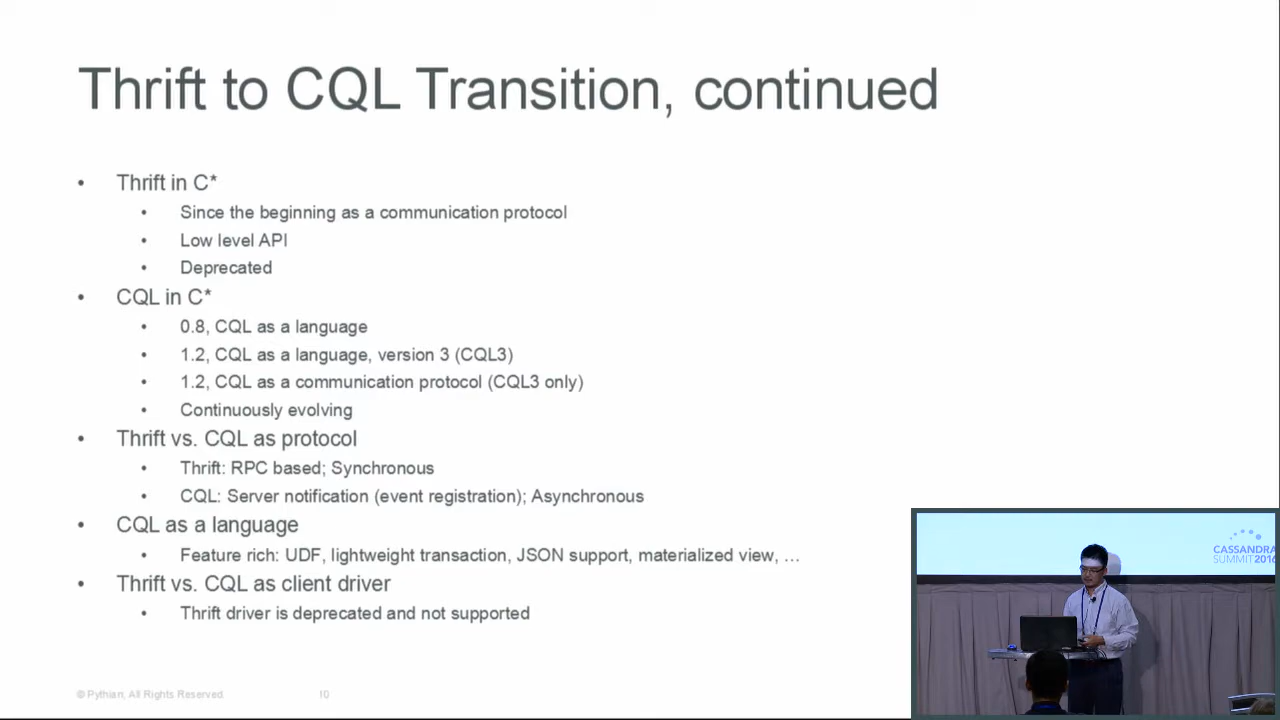 Thrift to CQL Transition, continued
• Thrift in C*
• Since the beginning as a communication protocol
• Low level API
• Deprecated
• CQL in C*
• 0.8, CQL as a language
• 1.2, CQL as a language, version 3 (CQL3)
• 1.2, CQL as a communication protocol (CQL3 only)
• Continuously evolving
• Thrift vs. CQL as protocol
• Thrift: RPC based; Synchronous
• CQL: Server notification (event registration); Asynchronous
• CQL as a language
• Feature rich: UDF, lightweight transaction, JSON support, materialized view, …
• Thrift vs. CQL as client driver
• Thrift driver is deprecated and not supported
© Pythian, All Rights Reserved. 10
CASSANDRA
SUMMIT2016